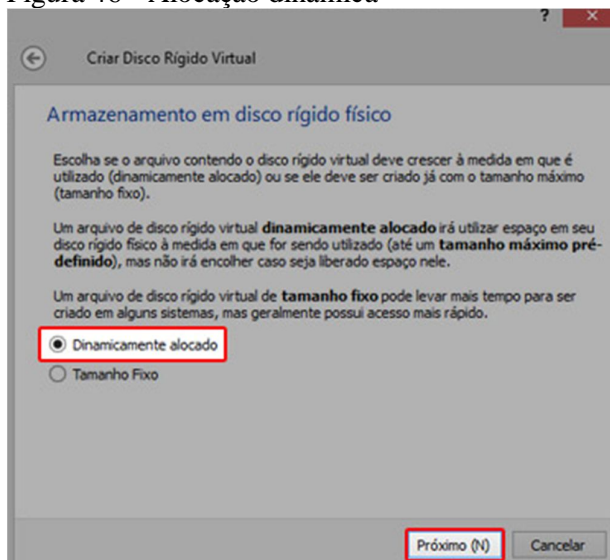 Figura 46 - Alocação dinâmica
?
Criar Disco Rígido Virtual
Armazenamento em disco rígido físico
Escolha se o arquivo contendo o disco rígido virtual deve crescer à medida em que é
utilizado (dinamicamente alocado) ou se ele deve ser criado já com o tamanho máximo
(tamanho fixo).
Um arquivo de disco rígido virtual dinamicamente alocado irá utilizar espaço em seu
disco rígido físico à medida em que for sendo utilizado (até um tamanho máximo pré-
definido), mas não irá encolher caso seja liberado espaço nele.
Um arquivo de disco rígido virtual de tamanho fixo pode levar mais tempo para ser
criado em alguns sistemas, mas geralmente possui acesso mais rápido.
Dinamicamente alocado
Tamanho Fixo
Próximo (N) Cancelar